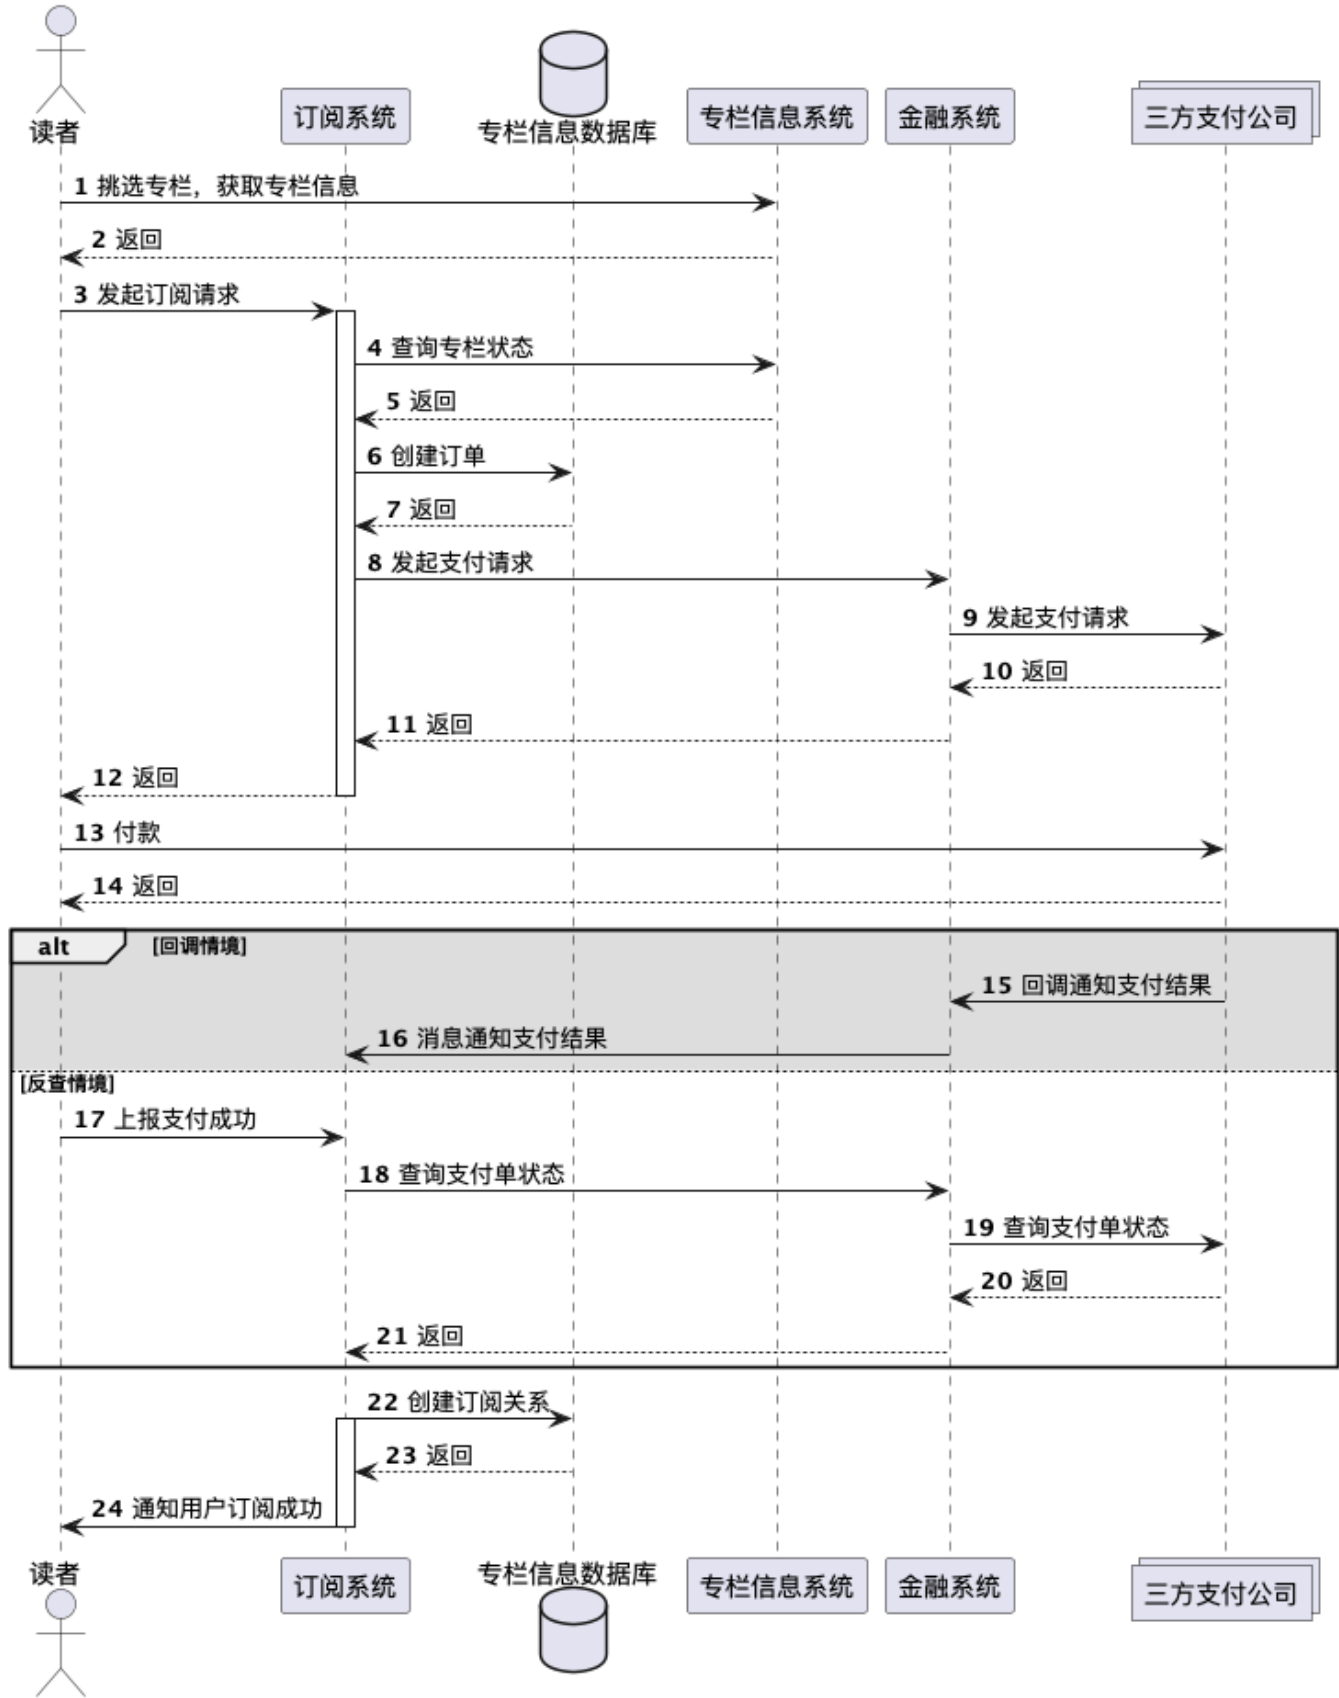 读者
订阅系统
专栏信息数据库
专栏信息系统
金融系统
三方支付公司
1 挑选专栏，获取专栏信息
2 返回
3 发起订阅请求
4 查询专栏状态
5 返回
6 创建订单
7 返回
8 发起支付请求
9 发起支付请求
10 返回
11 返回
12 返回
13 付款
14 返回
alt [回调情境]
15 回调通知支付结果
16 消息通知支付结果
[反查情境]
17 上报支付成功
18 查询支付单状态
19 查询支付单状态
20 返回
21 返回
22 创建订阅关系
23 返回
24 通知用户订阅成功
读者
订阅系统
专栏信息数据库
专栏信息系统
金融系统
三方支付公司